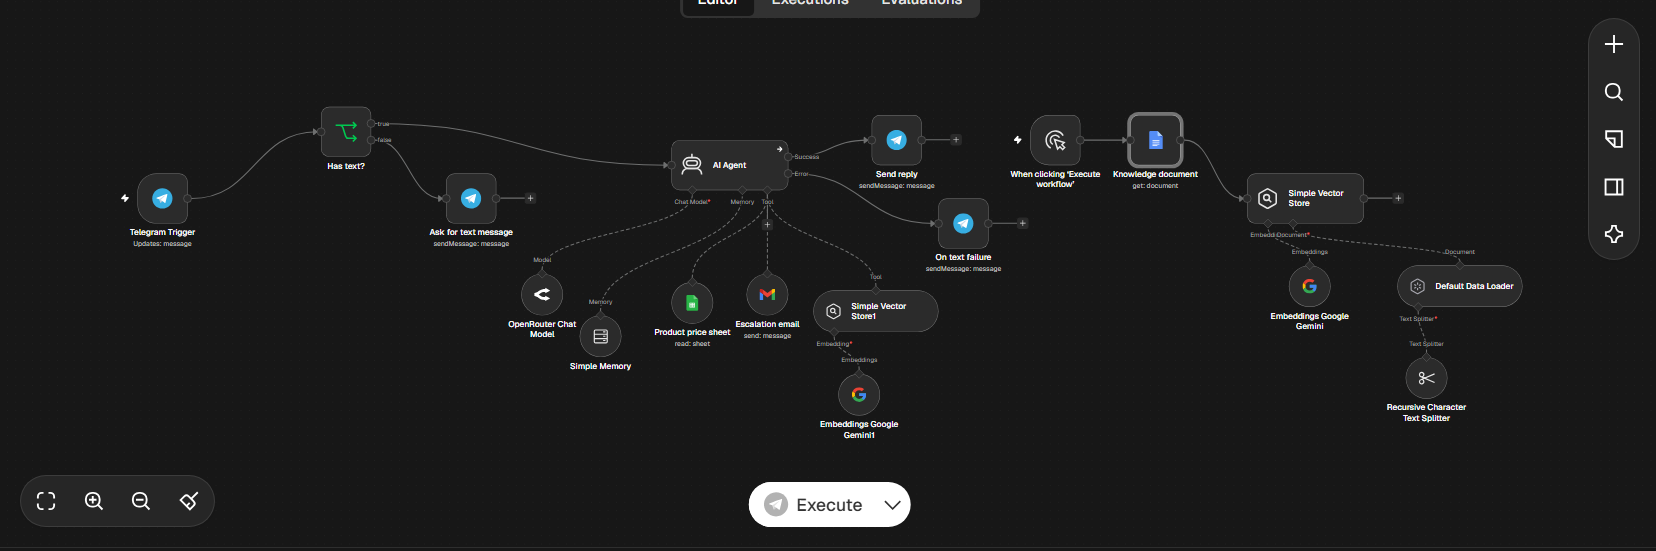 Editor
Executions
Evaluations
Telegram Trigger
Updates: message
Has text?
true
false
Ask for text message
sendMessage: message
AI Agent
Success
Error
Chat Model*
Memory
Tool
Model
OpenRouter Chat
Model
Memory
Simple Memory
Product price sheet
read: sheet
Escalation email
send: message
Tool
Simple Vector
Store1
Embedding*
Embeddings
Embeddings Google
Gemini1
Send reply
sendMessage: message
On text failure
sendMessage: message
When clicking ‘Execute
workflow’
Knowledge document
get: document
Simple Vector
Store
Document*
Embeddings
Embeddings Google
Gemini
Document
Default Data Loader
Text Splitter*
Text Splitter
Recursive Character
Text Splitter
Execute